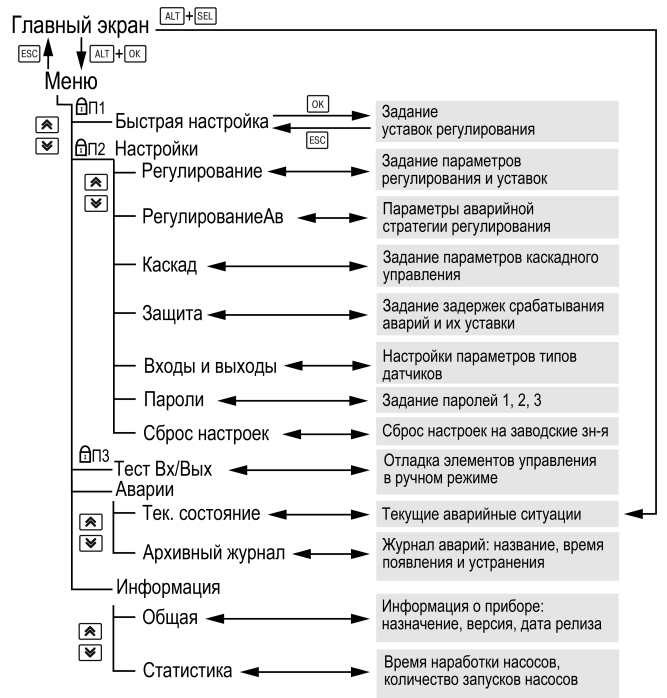 Главный экран
ALT + SEL
ESC
ALT + OK
Меню
П1
Быстрая настройка
OK
ESC
Задание
уставок регулирования
П2 Настройки
Регулирование
Задание параметров
регулирования и уставок
РегулированиеАв
Параметры аварийной
стратегии регулирования
Каскад
Задание параметров каскадного
управления
Защита
Задание задержек срабатывания
аварий и их уставки
Входы и выходы
Настройки параметров типов
датчиков
Пароли
Задание паролей 1, 2, 3
Сброс настроек
Сброс настроек на заводские зн-я
П3
Тест Вх/Вых
Отладка элементов управления
в ручном режиме
Аварии
Тек. состояние
Текущие аварийные ситуации
Архивный журнал
Журнал аварий: название, время
появления и устранения
Информация
Общая
Информация о приборе:
назначение, версия, дата релиза
Статистика
Время наработки насосов,
количество запусков насосов